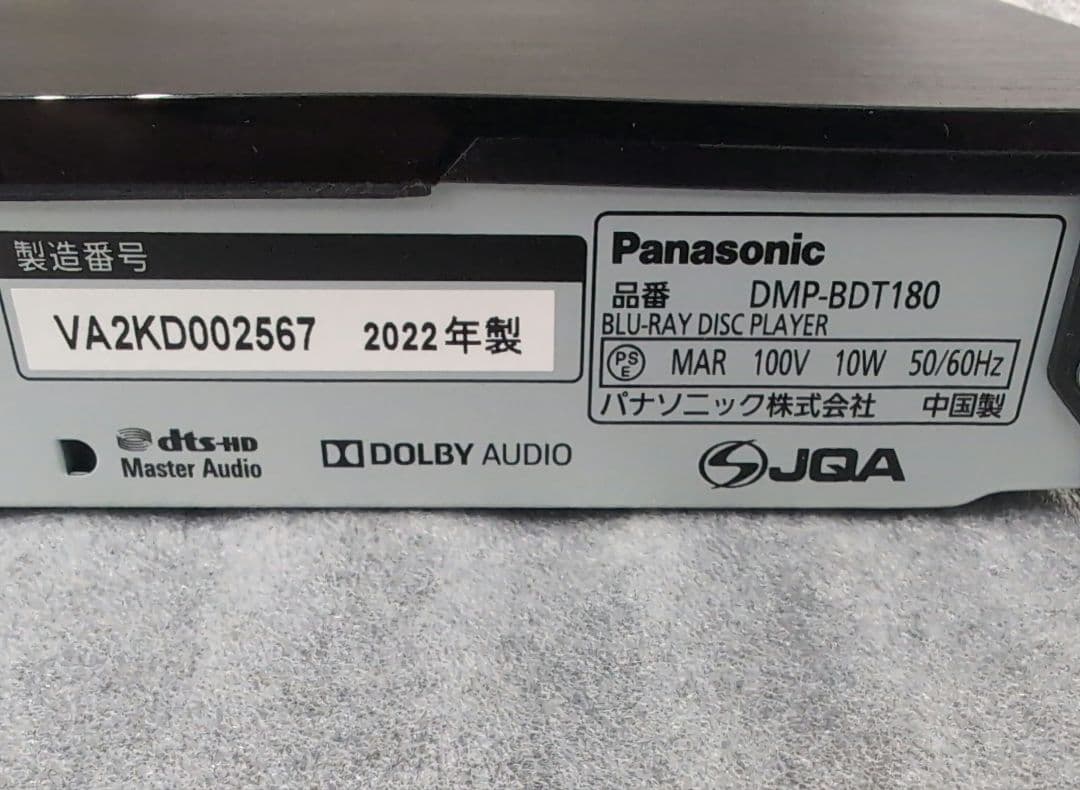 製造番号
VA2KD002567 2022年製
Panasonic
品番 DMP-BDT180
BLU-RAY DISC PLAYER
PS E MAR 100V 10W 50/60Hz
パナソニック株式会社 中国製
dts-HD
Master Audio
DOLBY AUDIO
JQA